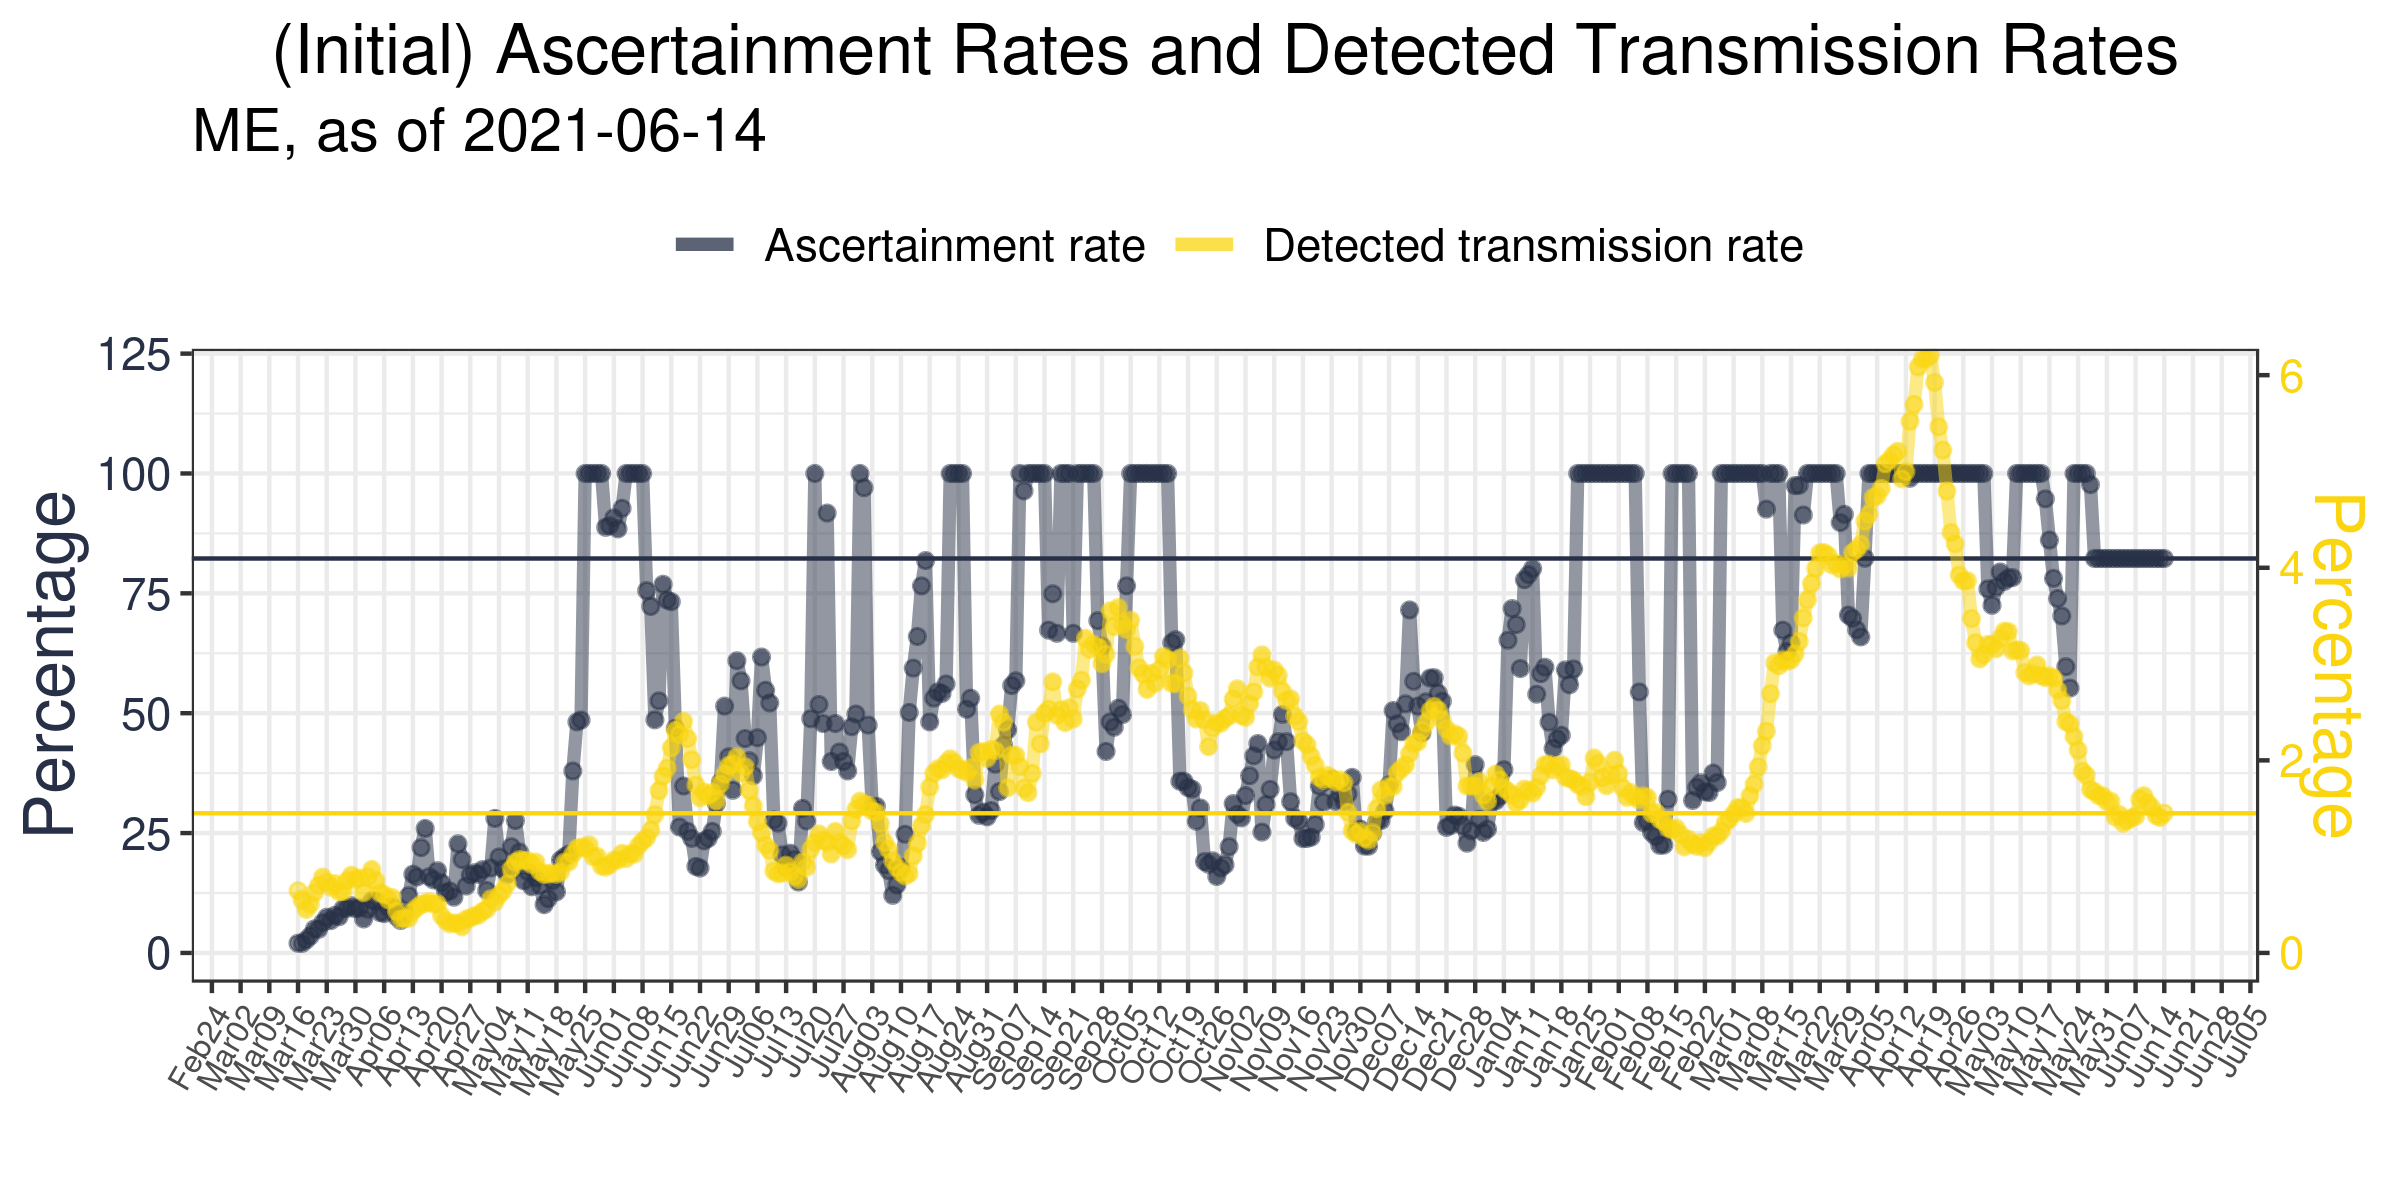 (Initial) Ascertainment Rates and Detected Transmission Rates
ME, as of 2021-06-14
Ascertainment rate
Detected transmission rate
125
100
75
50
25
0
Percentage
6
4
2
0
Percentage
Feb24
Mar02
Mar09
Mar16
Mar23
Mar30
Apr06
Apr13
Apr20
Apr27
May04
May11
May18
May25
Jun01
Jun08
Jun15
Jun22
Jun29
Jul06
Jul13
Jul20
Jul27
Aug03
Aug10
Aug17
Aug24
Aug31
Sep07
Sep14
Sep21
Sep28
Oct05
Oct12
Oct19
Oct26
Nov02
Nov09
Nov16
Nov23
Nov30
Dec07
Dec14
Dec21
Dec28
Jan04
Jan11
Jan18
Jan25
Feb01
Feb08
Feb15
Feb22
Mar01
Mar08
Mar15
Mar22
Mar29
Apr05
Apr12
Apr19
Apr26
May03
May10
May17
May24
May31
Jun07
Jun14
Jun21
Jun28
Jul05